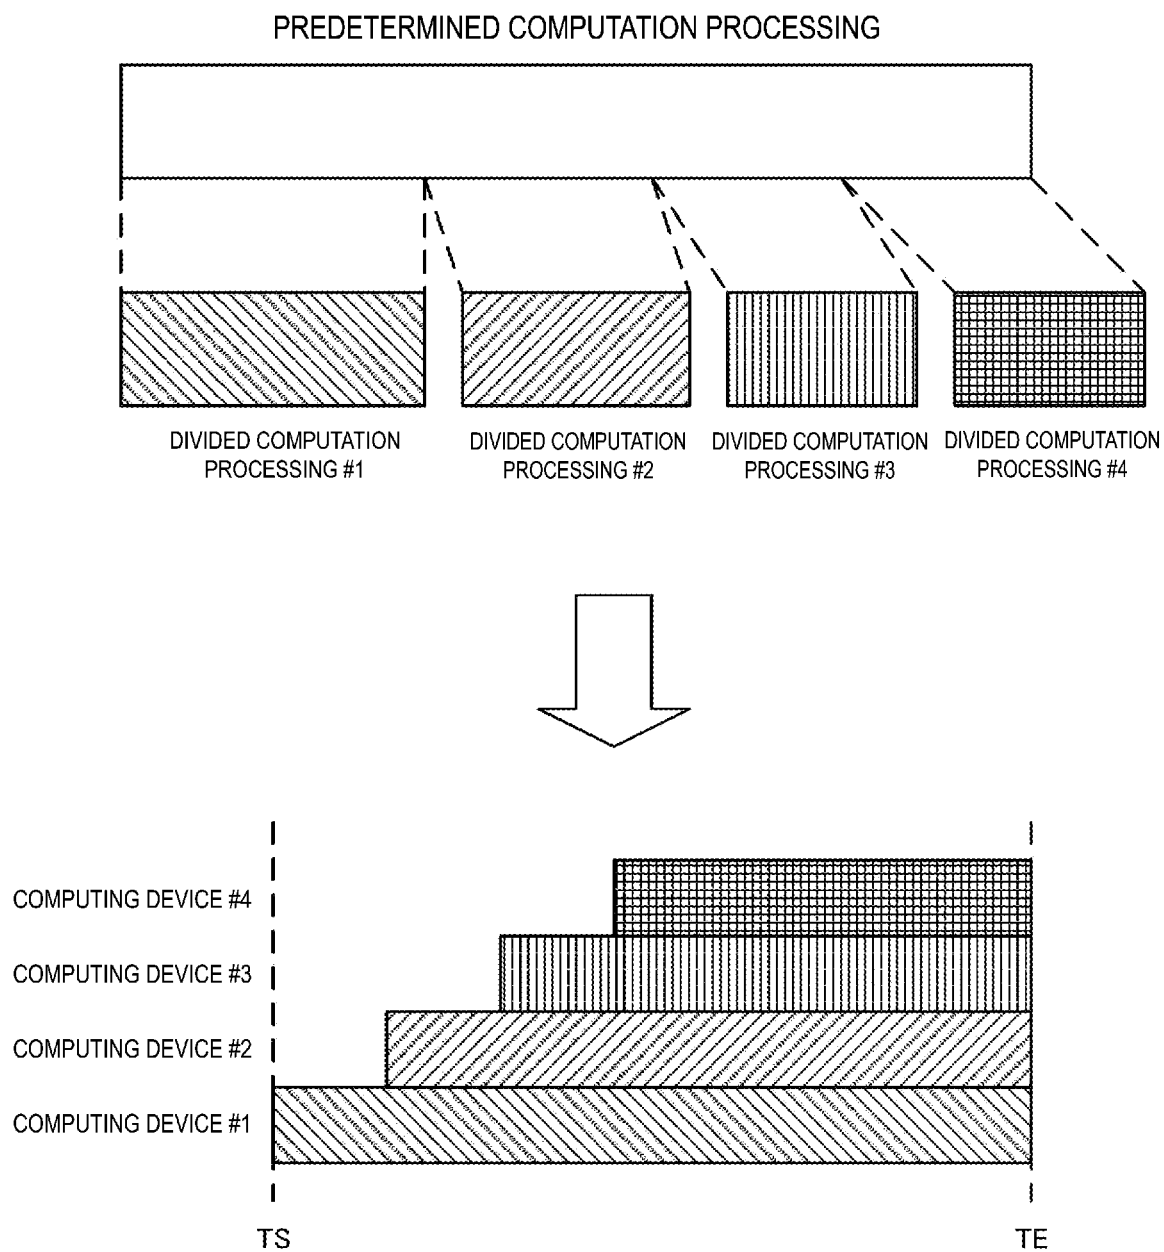 PREDETERMINED COMPUTATION PROCESSING
DIVIDED COMPUTATION
PROCESSING #1
DIVIDED COMPUTATION
PROCESSING #2
DIVIDED COMPUTATION
PROCESSING #3
DIVIDED COMPUTATION
PROCESSING #4
COMPUTING DEVICE #4
COMPUTING DEVICE #3
COMPUTING DEVICE #2
COMPUTING DEVICE #1
TS
TE